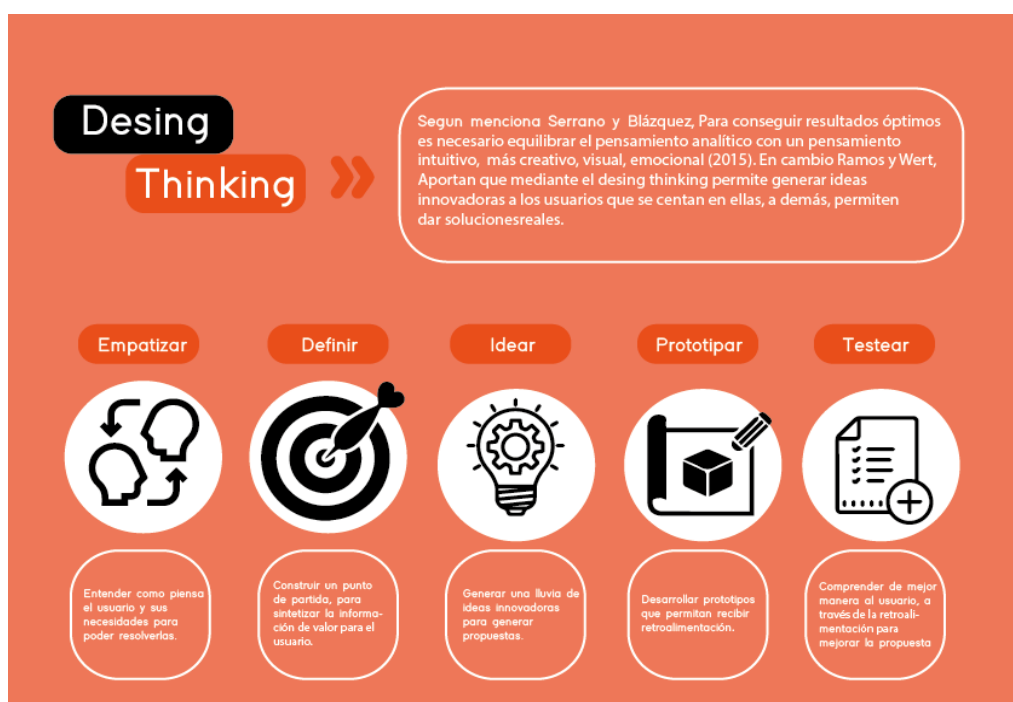 Desing
Thinking
Segun menciona Serrano y Blázquez, Para conseguir resultados óptimos
es necesario equilibrar el pensamiento analítico con un pensamiento
intuitivo, más creativo, visual, emocional (2015). En cambio Ramos y Wert,
Aportan que mediante el desing thinking permite generar ideas
innovadoras a los usuarios que se centan en ellas, a demás, permiten
dar solucionesreales.
Empatizar
Definir
Idear
Prototipar
Testear
Entender como piensa
el usuario y sus
necesidades para
poder resolverlas.
Construir un punto
de partida, para
sintetizar la informa-
ción de valor para el
usuario.
Generar una lluvia de
ideas innovadoras
para generar
propuestas.
Desarrollar prototipos
que permitan recibir
retroalimentación.
Comprender de mejor
manera al usuario, a
través de la retroali-
mentación para
mejorar la propuesta